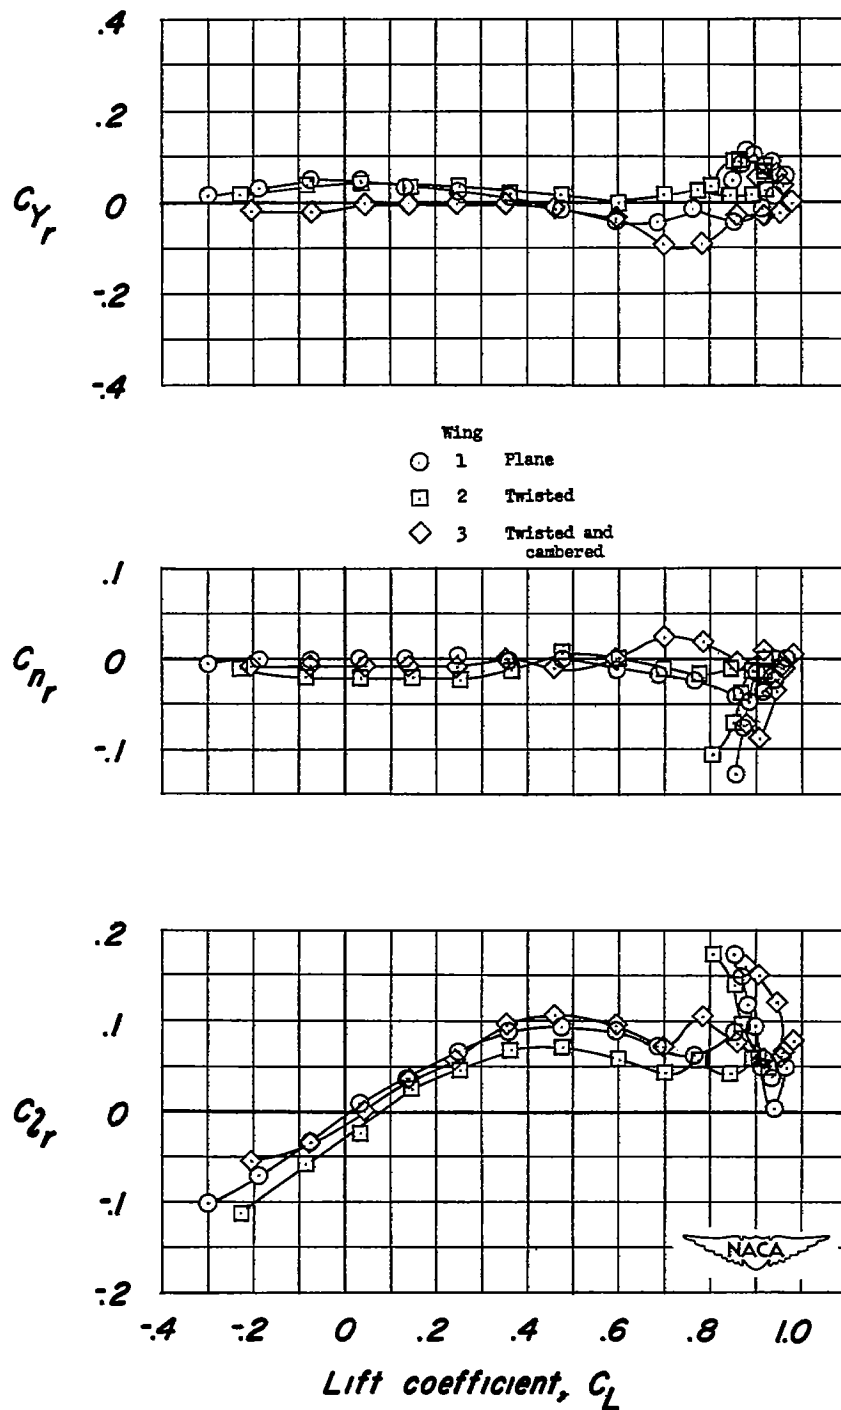 .4
.2
0
-.2
-.4
C_{Y_r}
Wing
1 Plane
2 Twisted
3 Twisted and
cambered
.1
0
-.1
C_{n_r}
.2
.1
0
-.1
-.2
C_{l_r}
NACA
-.4 -.2 0 .2 .4 .6 .8 1.0
Lift coefficient, C_L